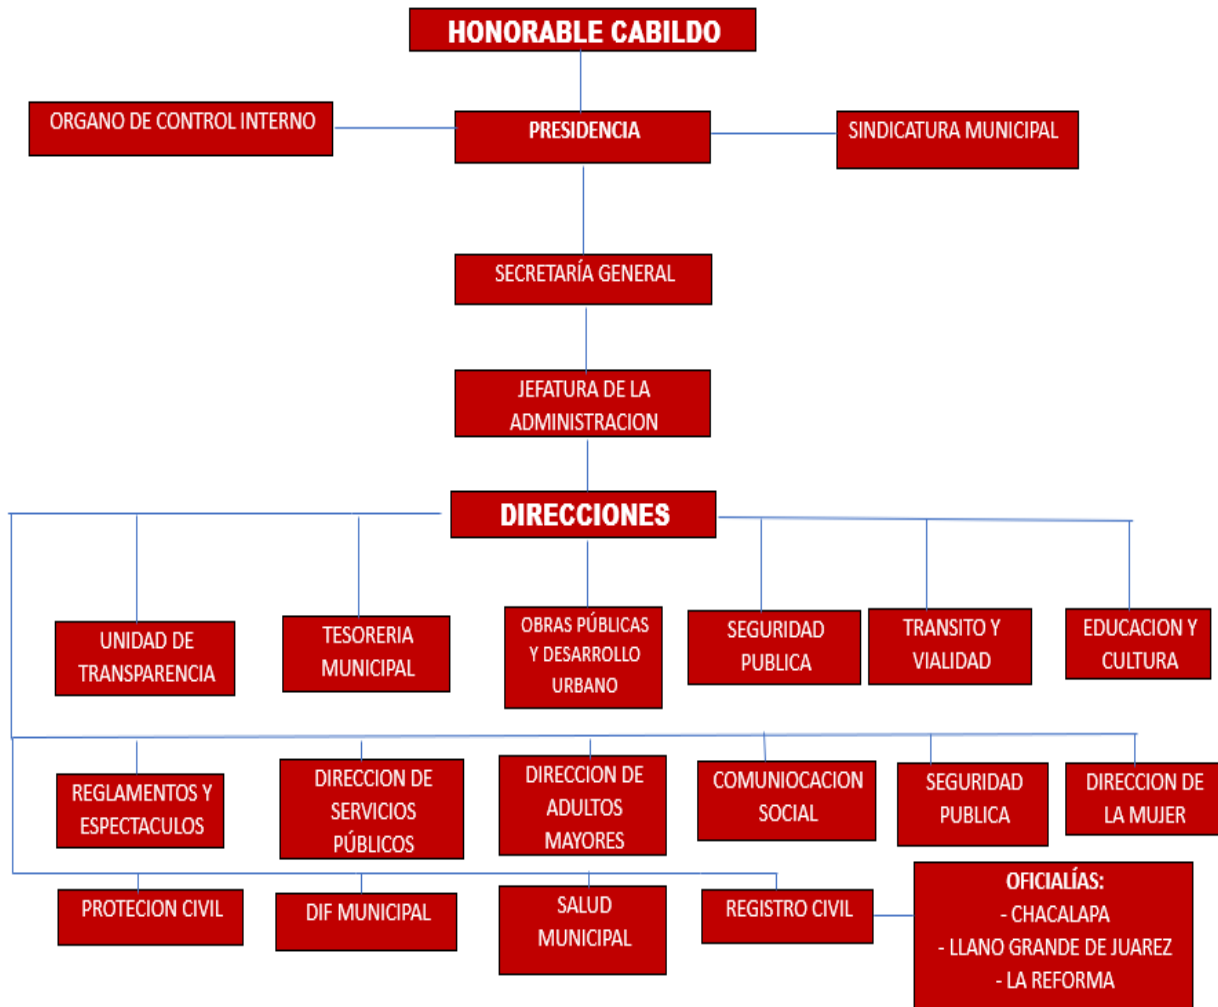 HONORABLE CABILDO
ORGANO DE CONTROL INTERNO
PRESIDENCIA
SINDICATURA MUNICIPAL
SECRETARÍA GENERAL
JEFATURA DE LA
ADMINISTRACION
DIRECCIONES
UNIDAD DE
TRANSPARENCIA
TESORERIA
MUNICIPAL
OBRAS PÚBLICAS
Y DESARROLLO
URBANO
SEGURIDAD
PUBLICA
TRANSITO Y
VIALIDAD
EDUCACION Y
CULTURA
REGLAMENTOS Y
ESPECTACULOS
DIRECCION DE
SERVICIOS
PÚBLICOS
DIRECCION DE
ADULTOS
MAYORES
COMUNIOCACION
SOCIAL
SEGURIDAD
PUBLICA
DIRECCION DE
LA MUJER
PROTECION CIVIL
DIF MUNICIPAL
SALUD
MUNICIPAL
REGISTRO CIVIL
OFICIALÍAS:
- CHACALAPA
- LLANO GRANDE DE JUAREZ
- LA REFORMA